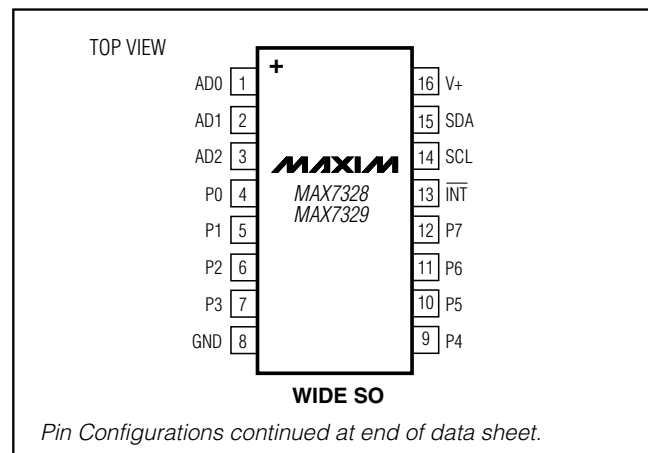 TOP VIEW
+
AD0 1
AD1 2
AD2 3
P0 4
P1 5
P2 6
P3 7
GND 8
MAXIM
MAX7328
MAX7329
16 V+
15 SDA
14 SCL
13 INT
12 P7
11 P6
10 P5
9 P4
WIDE SO
Pin Configurations continued at end of data sheet.